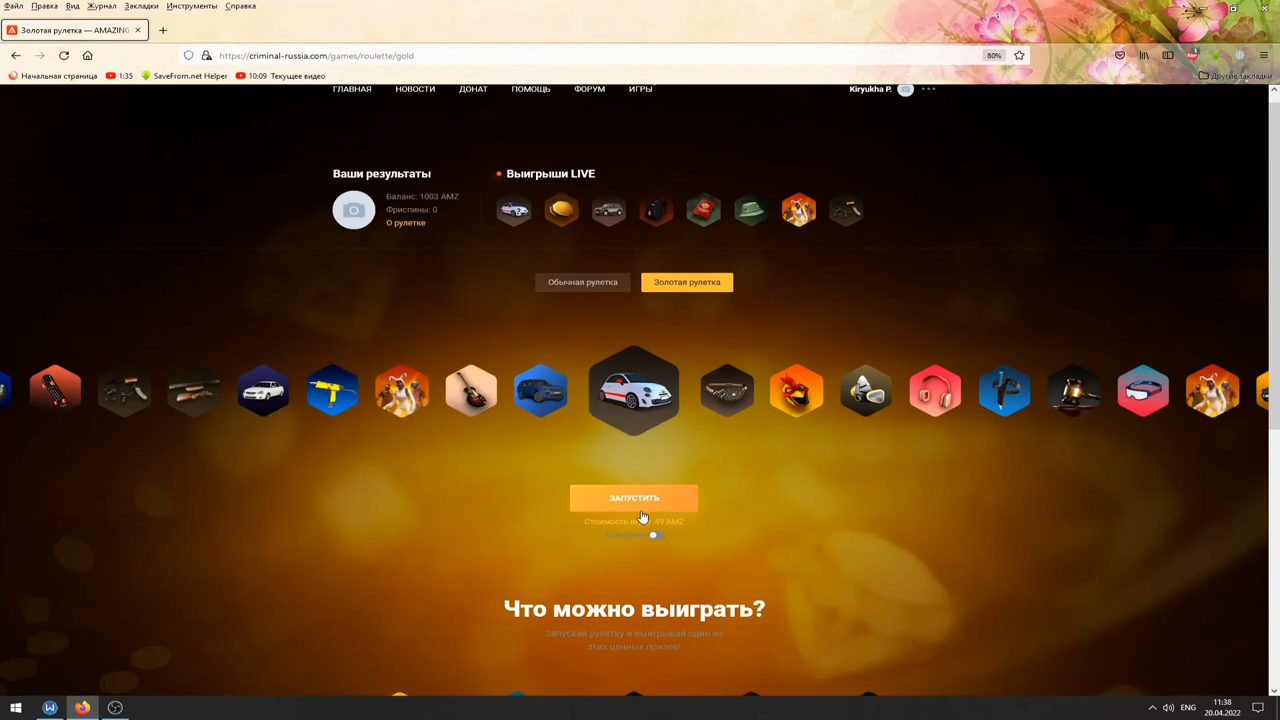 Файл Правка Вид Журнал Закладки Инструменты Справка
Золотая рулетка — AMAZING
https://criminal-russia.com/games/roulette/gold
80%
Начальная страница 1:35 SaveFrom.net Helper 10:09 Текущее видео
Другие закладки
ГЛАВНАЯ НОВОСТИ ДОНАТ ПОМОЩЬ ФОРУМ ИГРЫ Kiryukha P.
Ваши результаты
Баланс: 1003 AMZ
Фриспины: 0
О рулетке
Выигрыши LIVE
Обычная рулетка Золотая рулетка
ЗАПУСТИТЬ
Стоимость 49 AMZ
Что можно выиграть?
Запускай рулетку и выигрывай один из
этих ценных призов!
ENG
11:38
20.04.2022